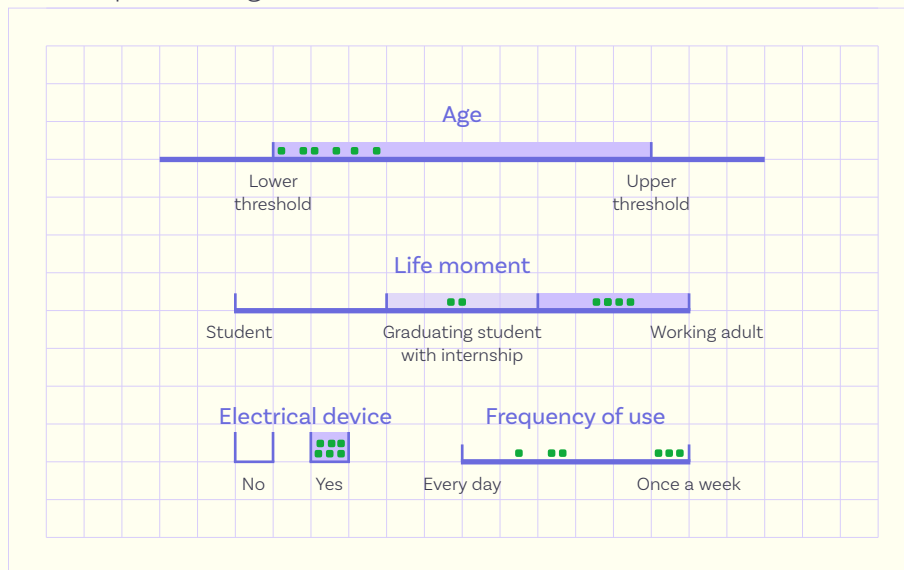 Age
Lower
threshold
Upper
threshold
Life moment
Student
Graduating student
with internship
Working adult
Electrical device
Frequency of use
No
Yes
Every day
Once a week